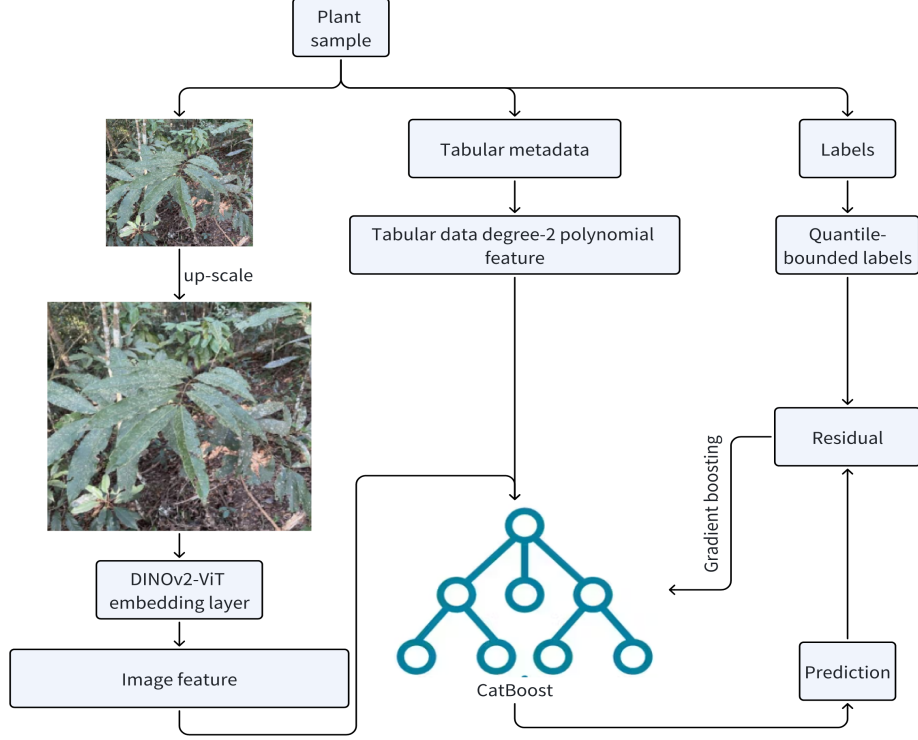 Plant
sample
Tabular metadata
Labels
Tabular data degree-2 polynomial
feature
Quantile-
bounded labels
up-scale
Residual
Gradient boosting
DINOv2-ViT
embedding layer
Image feature
CatBoost
Prediction